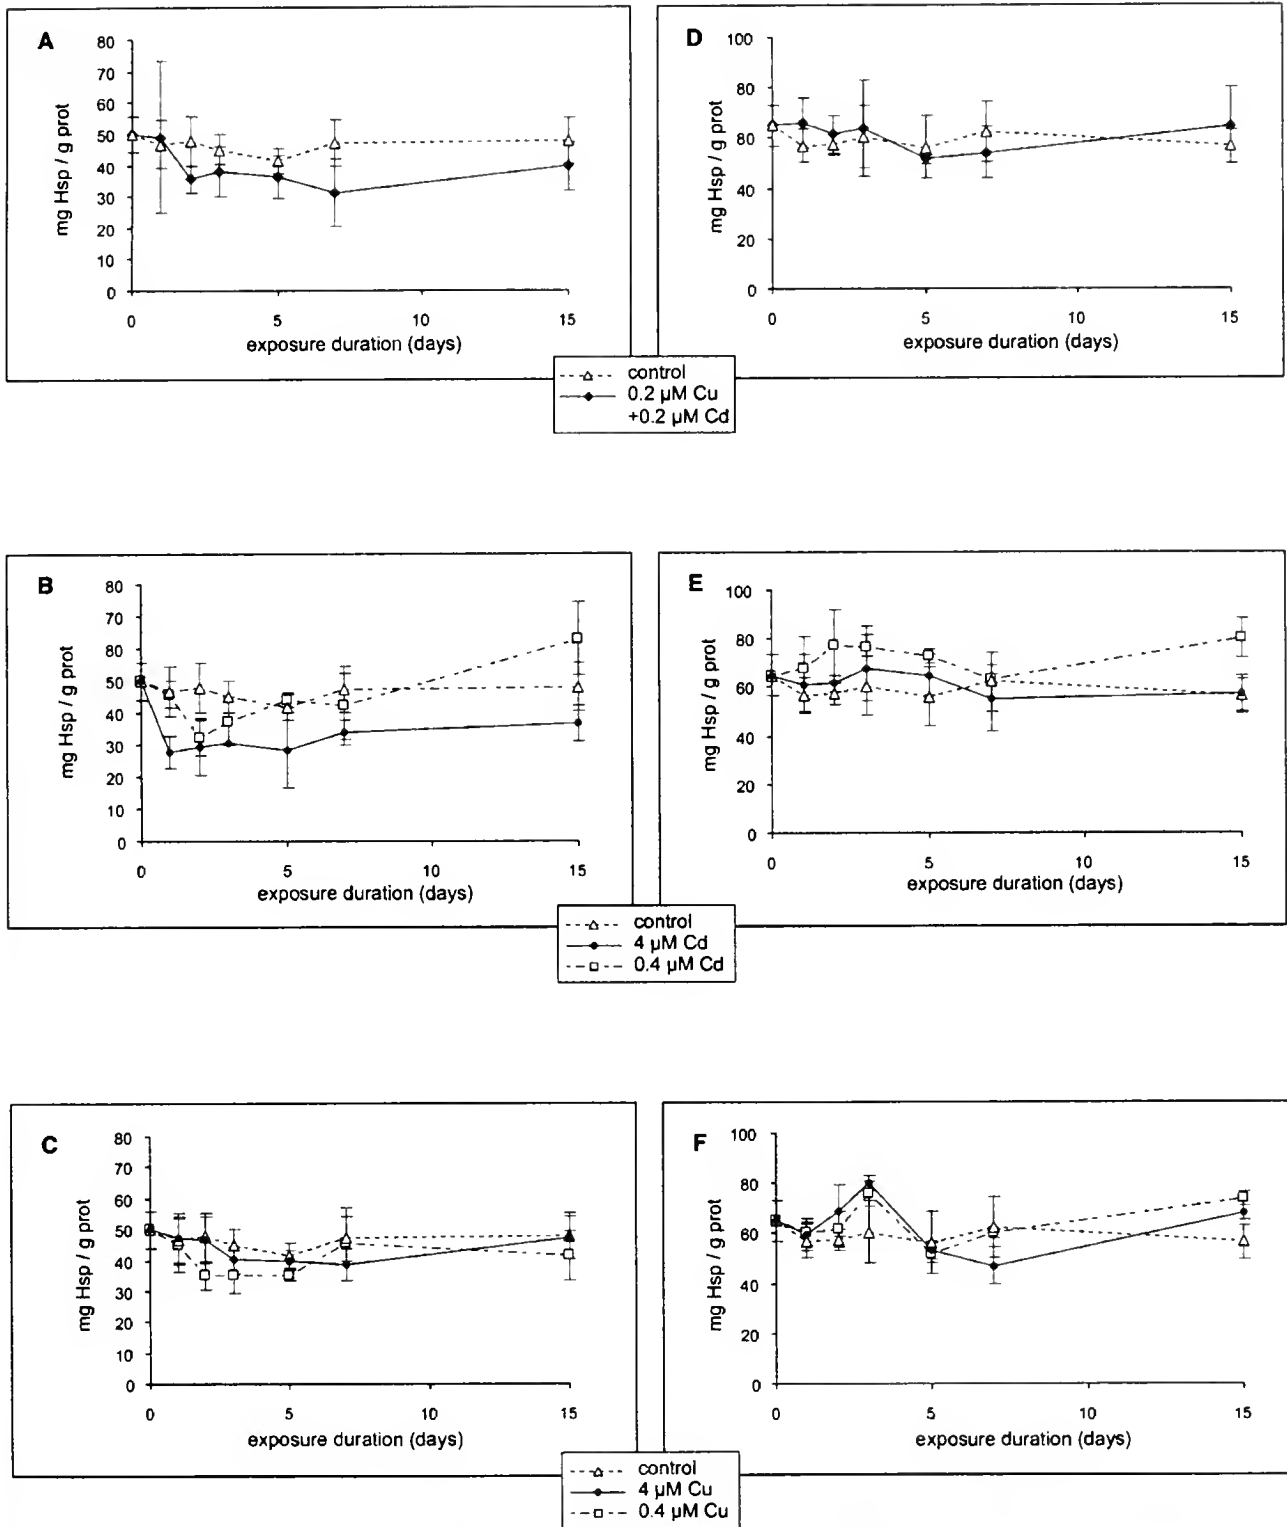 A
80
70
60
50
40
30
20
10
0
mg Hsp / g prot
0 5 10 15
exposure duration (days)
D
100
80
60
40
20
0
mg Hsp / g prot
0 5 10 15
exposure duration (days)
control
0.2 µM Cu
+0.2 µM Cd
B
80
70
60
50
40
30
20
10
0
mg Hsp / g prot
0 5 10 15
exposure duration (days)
E
100
80
60
40
20
0
mg Hsp / g prot
0 5 10 15
exposure duration (days)
control
4 µM Cd
0.4 µM Cd
C
80
70
60
50
40
30
20
10
0
mg Hsp / g prot
0 5 10 15
exposure duration (days)
F
100
80
60
40
20
0
mg Hsp / g prot
0 5 10 15
exposure duration (days)
control
4 µM Cu
0.4 µM Cu